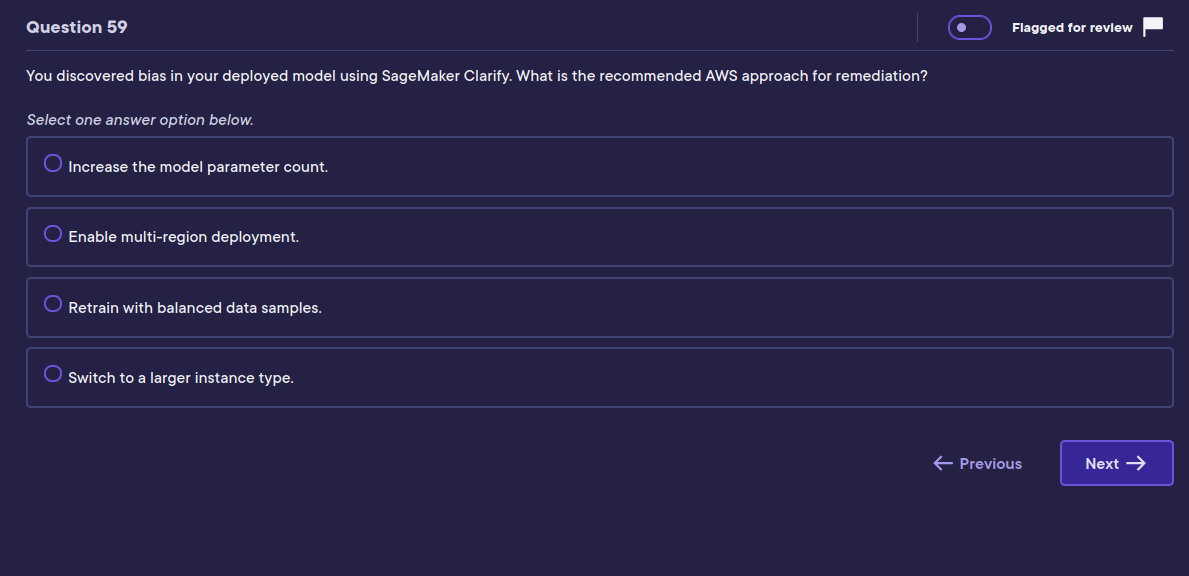 Question 59
Flagged for review
You discovered bias in your deployed model using SageMaker Clarify. What is the recommended AWS approach for remediation?
Select one answer option below.
Increase the model parameter count.
Enable multi-region deployment.
Retrain with balanced data samples.
Switch to a larger instance type.
Previous
Next